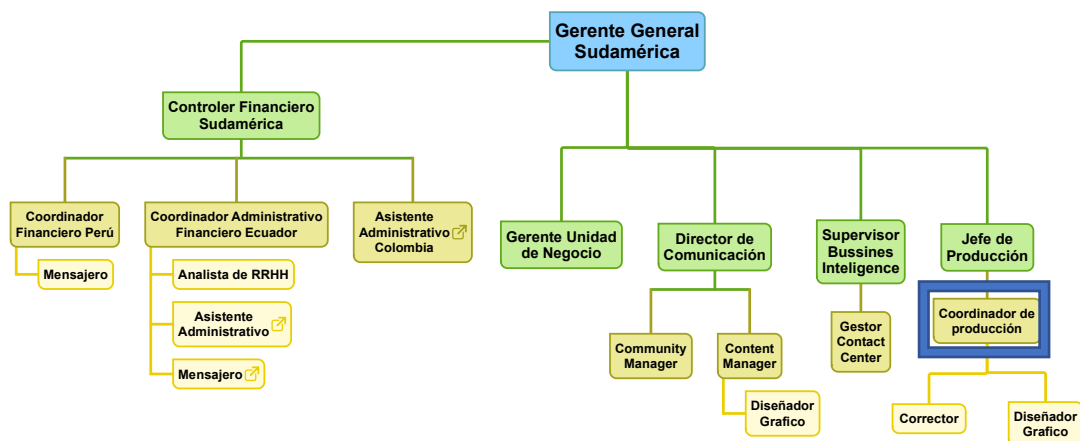 Gerente General
Sudamérica
Controler Financiero
Sudamérica
Coordinador
Financiero Perú
Mensajero
Coordinador Administrativo
Financiero Ecuador
Analista de RRHH
Asistente
Administrativo
Mensajero
Asistente
Administrativo
Colombia
Gerente Unidad
de Negocio
Director de
Comunicación
Community
Manager
Content
Manager
Diseñador
Grafico
Supervisor
Bussines
Inteligence
Gestor
Contact
Center
Jefe de
Producción
Coordinador de
producción
Corrector
Diseñador
Grafico